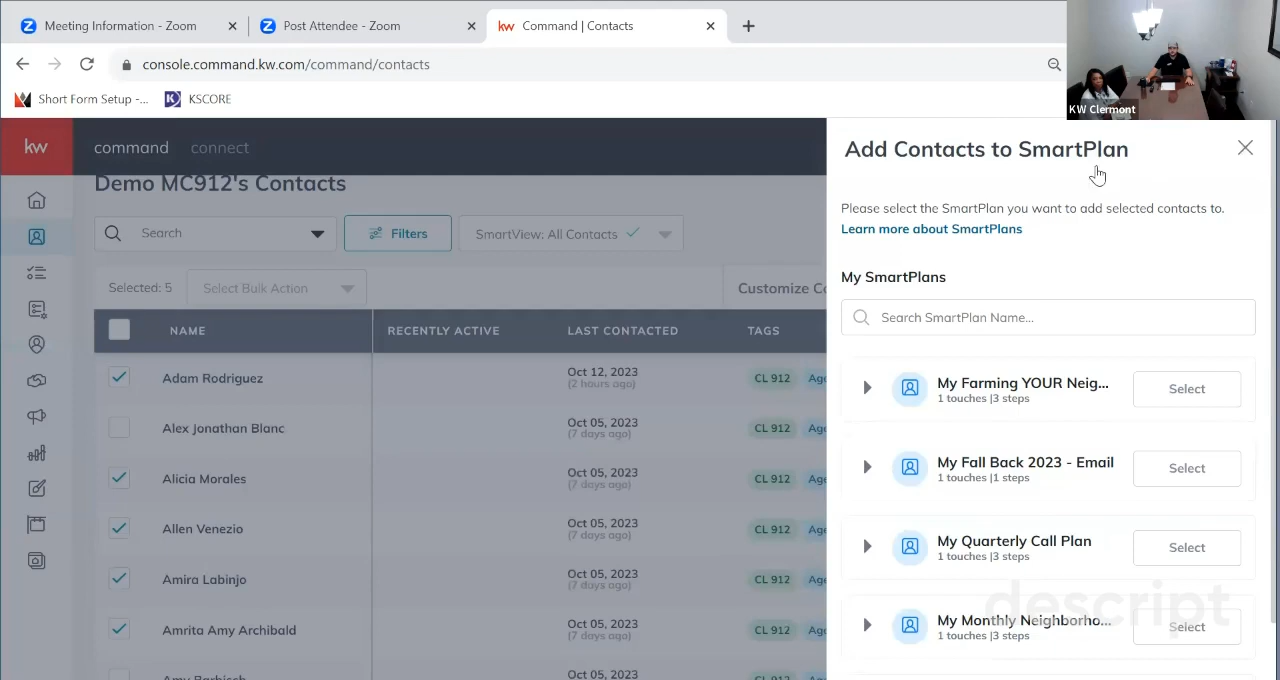 Meeting Information - Zoom
Post Attendee - Zoom
kw Command | Contacts
console.command.kw.com/command/contacts
Short Form Setup -...
KSCORE
KW Clermont
kw command connect
Demo MC912's Contacts
Search
Filters
SmartView: All Contacts
Selected: 5
Select Bulk Action
Customize Co
NAME RECENTLY ACTIVE LAST CONTACTED TAGS
Adam Rodriguez Oct 12, 2023 CL 912 Age
(2 hours ago)
Alex Jonathan Blanc Oct 05, 2023 CL 912 Age
(7 days ago)
Alicia Morales Oct 05, 2023 CL 912 Age
(7 days ago)
Allen Venezio Oct 05, 2023 CL 912 Age
(7 days ago)
Amira Labinjo Oct 05, 2023 CL 912 Age
(7 days ago)
Amrita Amy Archibald Oct 05, 2023 CL 912 Age
(7 days ago)
Oct 05, 2023
Add Contacts to SmartPlan
Please select the SmartPlan you want to add selected contacts to.
Learn more about SmartPlans
My SmartPlans
Search SmartPlan Name...
My Farming YOUR Neig...
1 touches |3 steps
Select
My Fall Back 2023 - Email
1 touches |1 steps
Select
My Quarterly Call Plan
1 touches |3 steps
Select
My Monthly Neighborho...
1 touches |3 steps
Select
descript